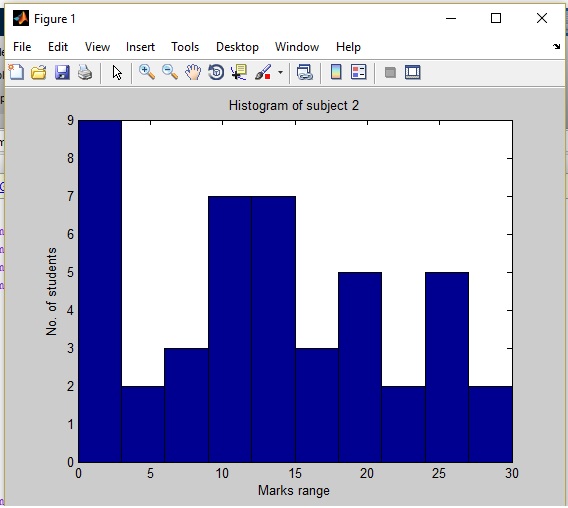 Figure 1
File Edit View Insert Tools Desktop Window Help
Histogram of subject 2
9
8
7
6
5
4
3
2
1
0
No. of students
0 5 10 15 20 25 30
Marks range